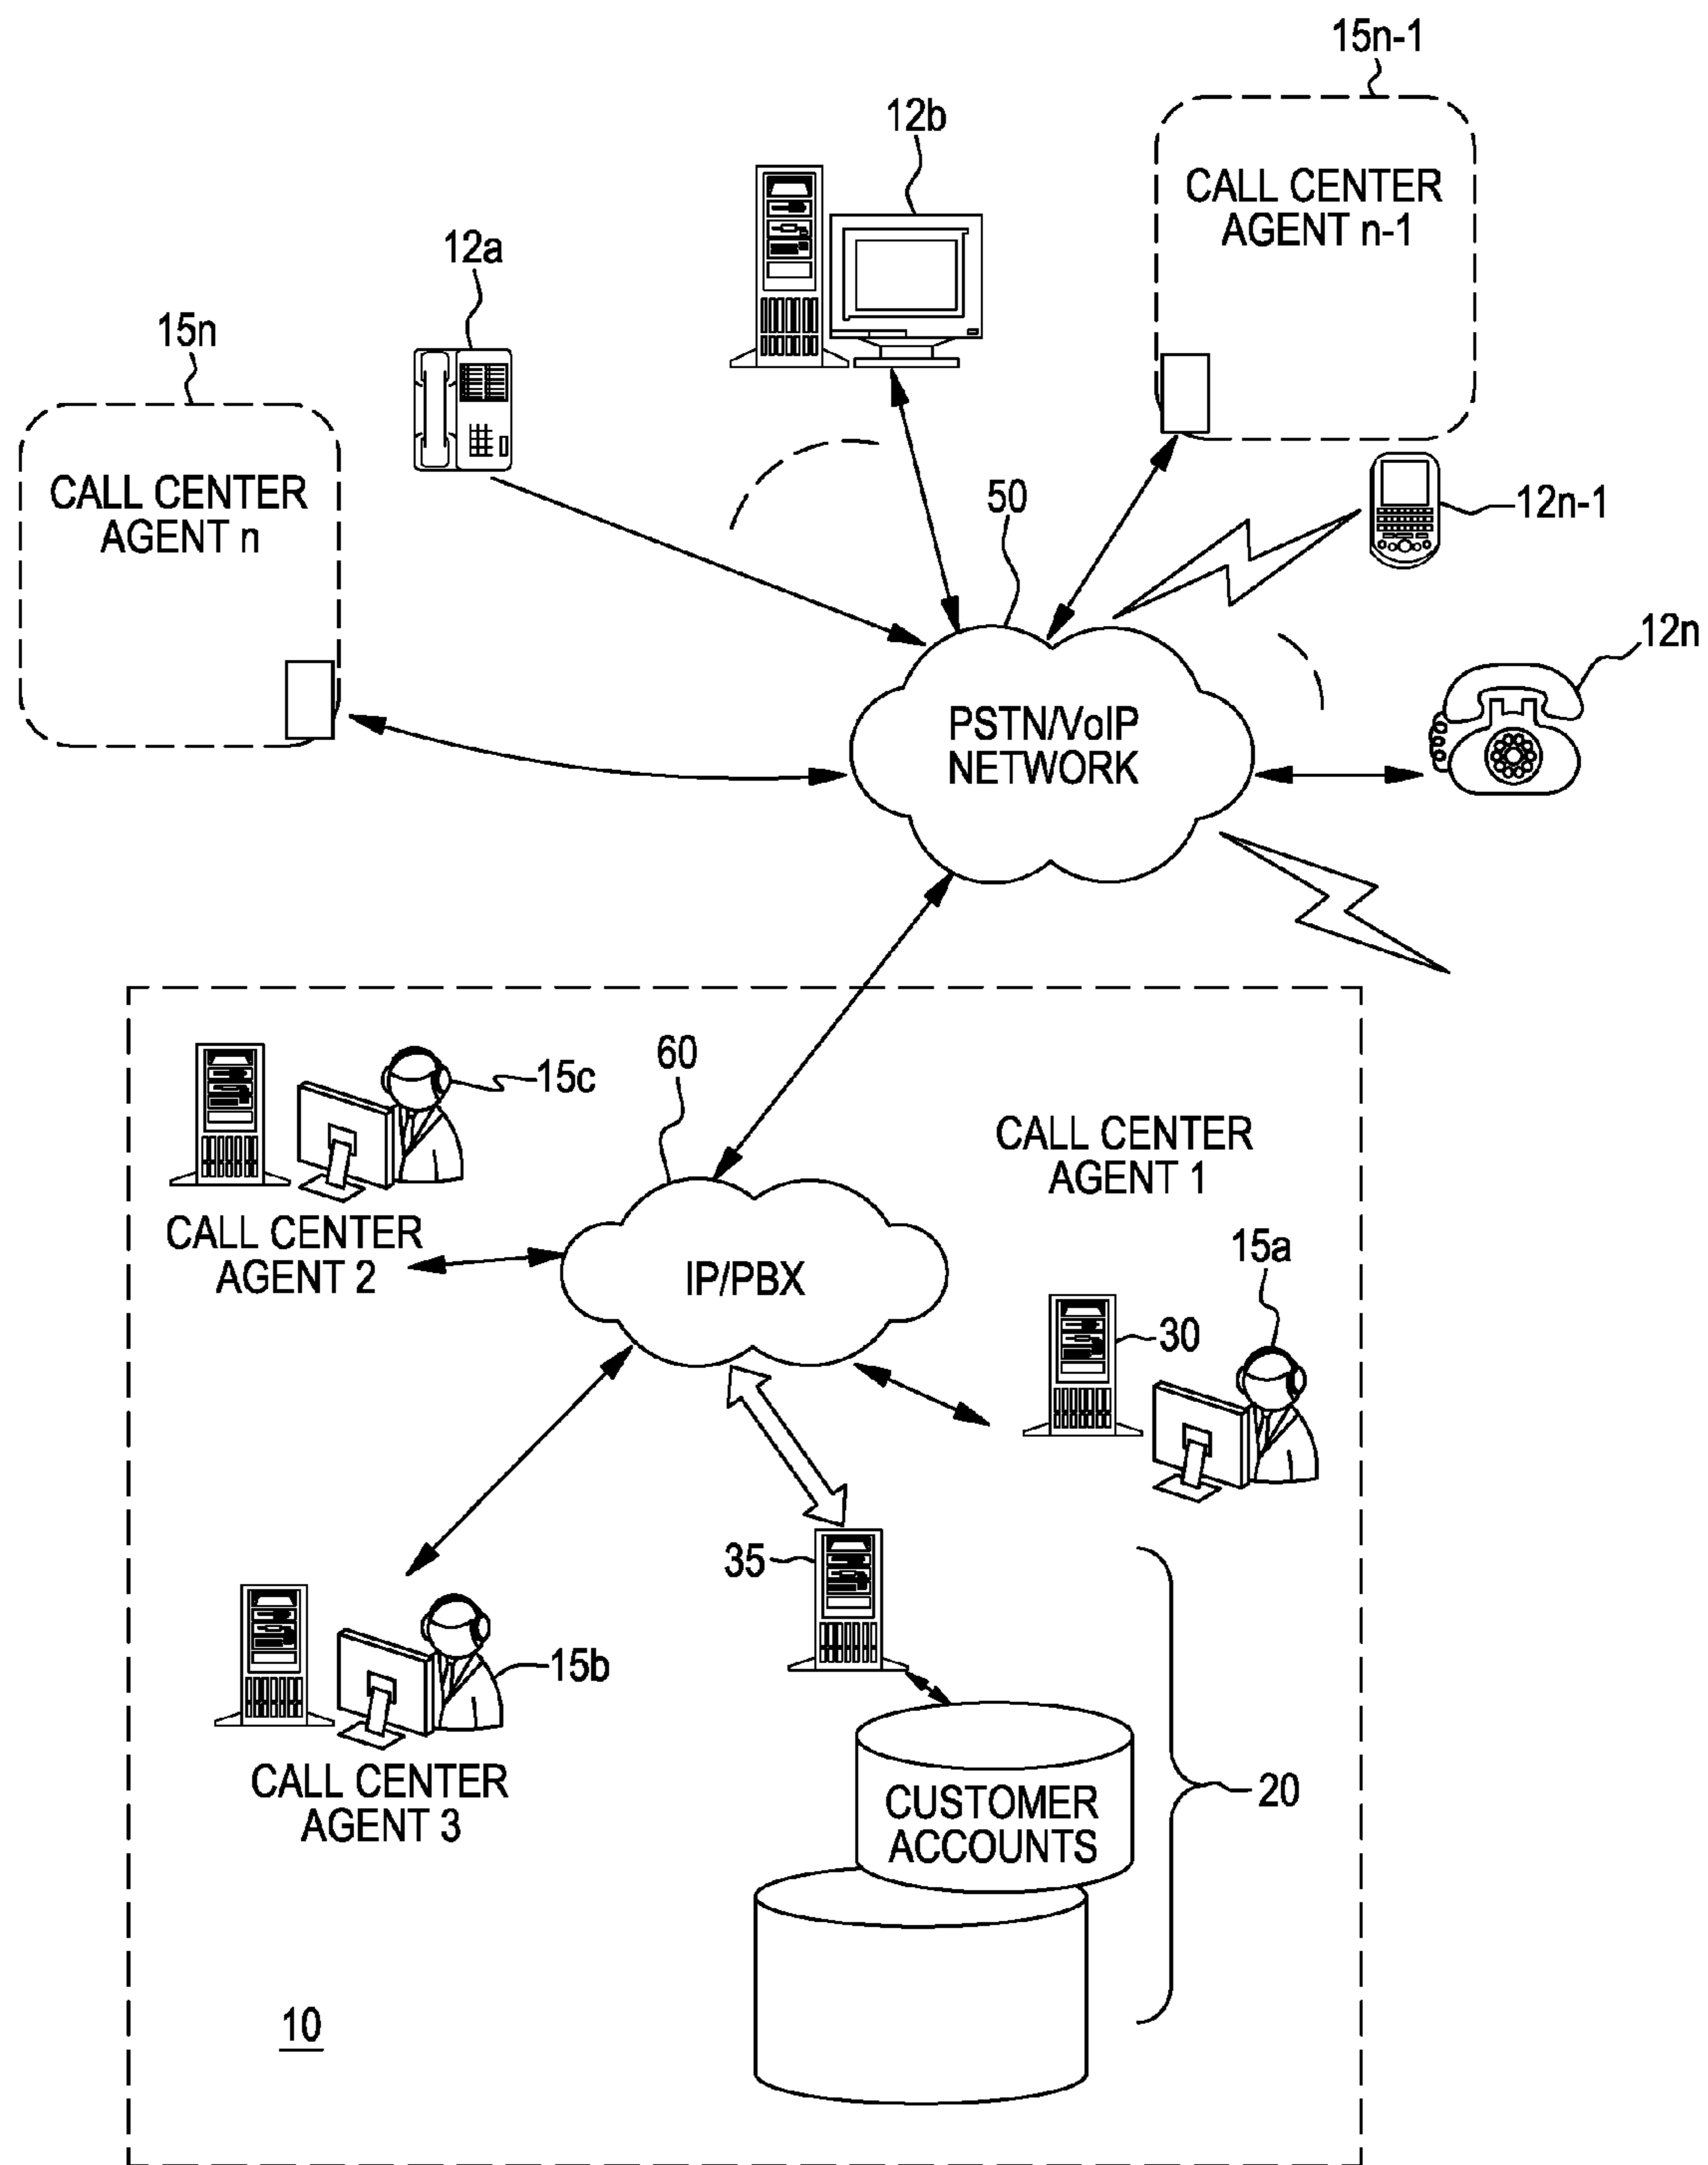 15n-1
12b
CALL CENTER
AGENT n-1
12a
15n
CALL CENTER
AGENT n
50
12n-1
12n
PSTN/VoIP
NETWORK
60
15c
CALL CENTER
AGENT 1
CALL CENTER
AGENT 2
IP/PBX
15a
30
35
15b
CALL CENTER
AGENT 3
CUSTOMER
ACCOUNTS
20
10